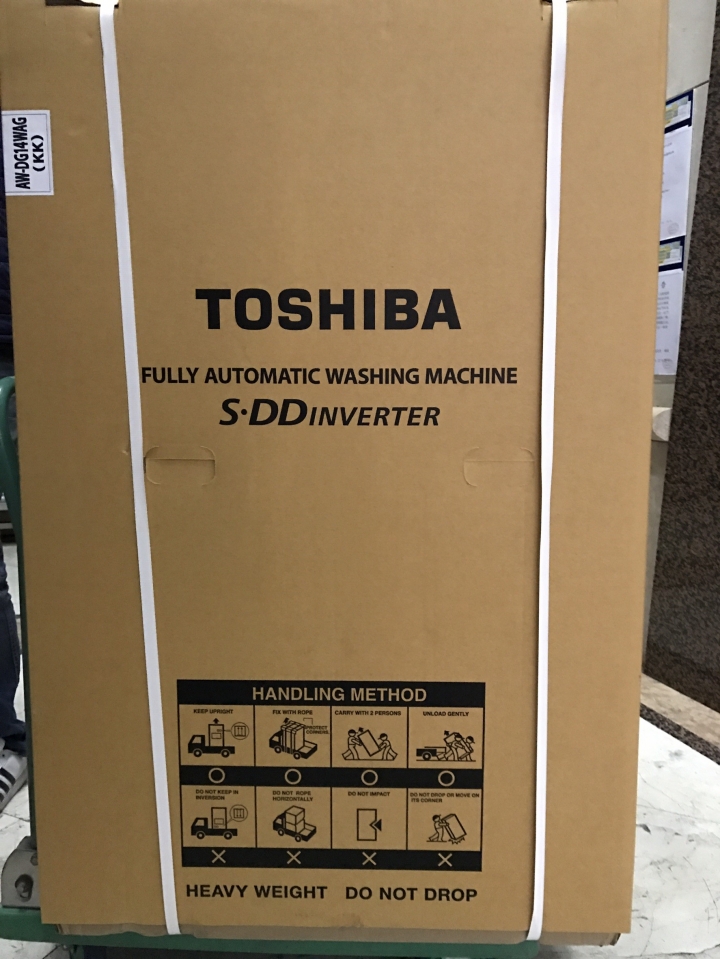 AW-DG14WAG
(KK)
TOSHIBA
FULLY AUTOMATIC WASHING MACHINE
S·DD INVERTER
HANDLING METHOD
KEEP UPRIGHT
FIX WITH ROPE
PROTECT
CORNERS
CARRY WITH 2 PERSONS
UNLOAD GENTLY
DO NOT KEEP IN
INVERSION
DO NOT ROPE
HORIZONTALLY
DO NOT IMPACT
DO NOT DROP OR MOVE ON
ITS CORNER
HEAVY WEIGHT DO NOT DROP